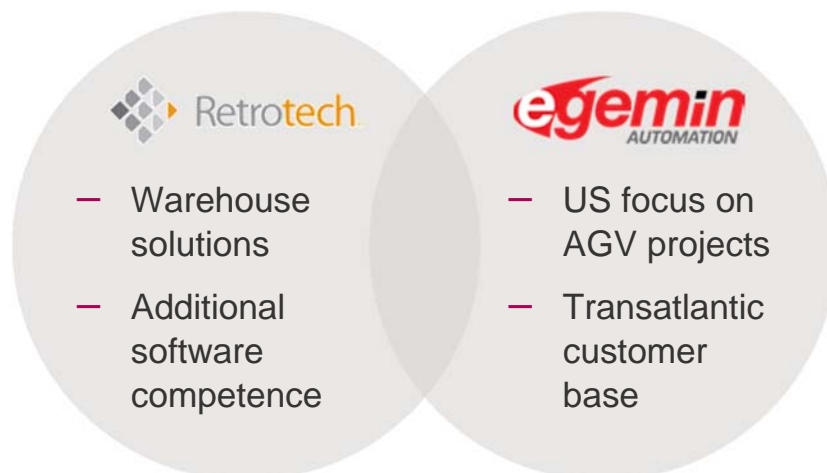 Retrotech
— Warehouse
solutions
— Additional
software
competence
egemin
AUTOMATION
— US focus on
AGV projects
— Transatlantic
customer
base